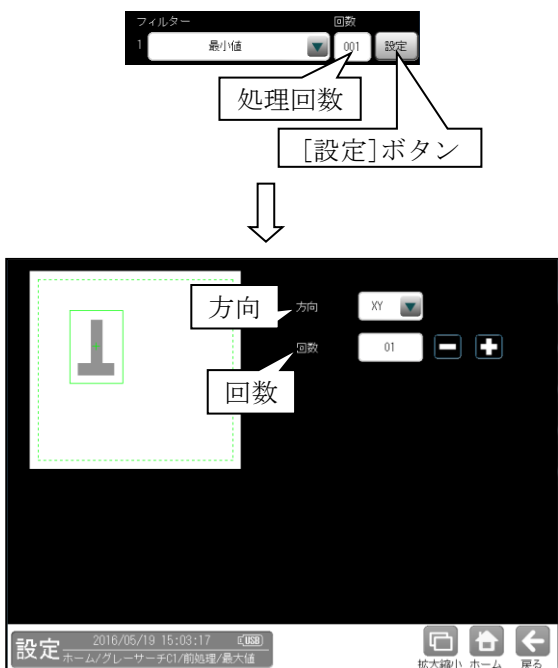 フィルター 回数
1 最小値 001 設定
処理回数
[設定]ボタン
方向 方向 XY
回数 01
回数
設定 2016/05/19 15:03:17 USB
ホーム/グレーサーチC1/前処理/最大値
拡大縮小 ホーム 戻る